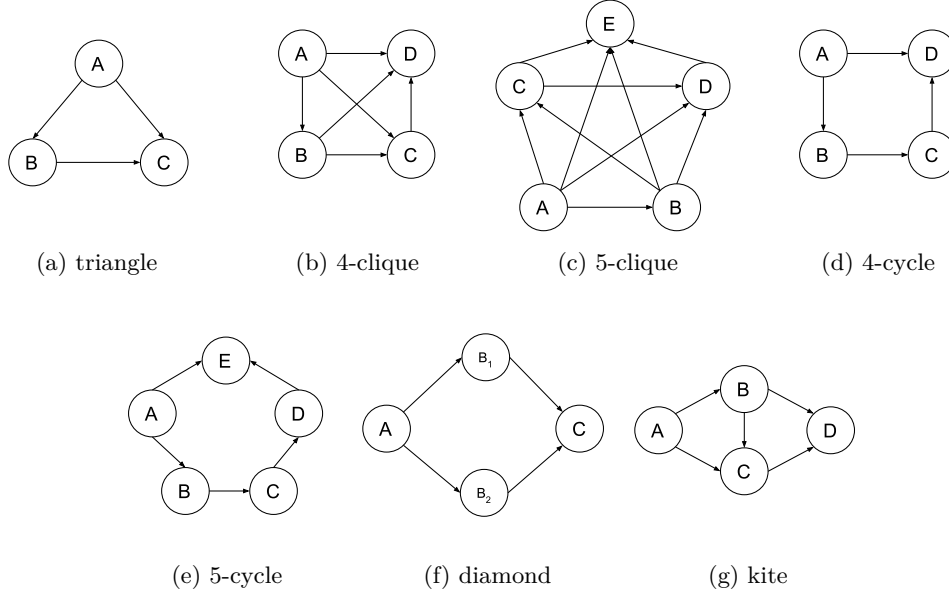 A
B
C
A
D
B
C
E
C
D
A
B
A
D
B
C
(a) triangle
(b) 4-clique
(c) 5-clique
(d) 4-cycle
E
A
D
B
C
B1
A
C
B2
B
A
D
C
(e) 5-cycle
(f) diamond
(g) kite